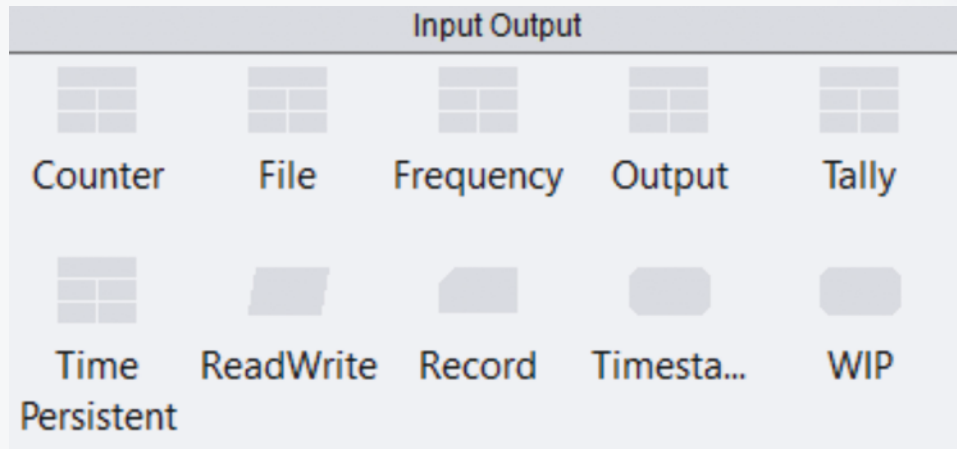 Input Output
Counter File Frequency Output Tally
Time ReadWrite Record Timesta... WIP
Persistent